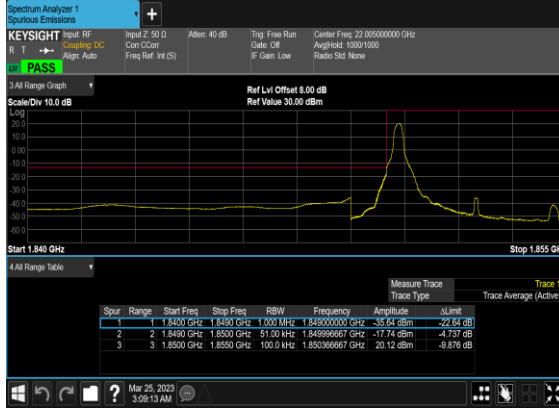 Spectrum Analyzer 1
Spurious Emissions
KEYSIGHT Input: RF Input Z: 50 Ω Atten: 40 dB Trig: Free Run Center Freq: 22.005000000 GHz
R T Coupling: DC Corr CCorr Gate: Off Avg|Hold: 1000/1000
Align: Auto Freq Ref: Int (S) IF Gain: Low Radio Std: None
PASS
3 All Range Graph
Ref Lvl Offset 8.00 dB
Scale/Div 10.0 dB Ref Value 30.00 dBm
Log
20.0
10.0
0.00
-10.0
-20.0
-30.0
-40.0
-50.0
-60.0
Start 1.840 GHz Stop 1.855 GH
4 All Range Table
Measure Trace Trace 1
Trace Type Trace Average (Active
Spur Range Start Freq Stop Freq RBW Frequency Amplitude ΔLimit
1 1 1.8400 GHz 1.8490 GHz 1.000 MHz 1.849000000 GHz -35.64 dBm -22.64 dB
2 2 1.8490 GHz 1.8500 GHz 51.00 kHz 1.849996667 GHz -17.74 dBm -4.737 dB
3 3 1.8500 GHz 1.8550 GHz 100.0 kHz 1.850366667 GHz 20.12 dBm -9.876 dB
Mar 25, 2023
3:09:13 AM